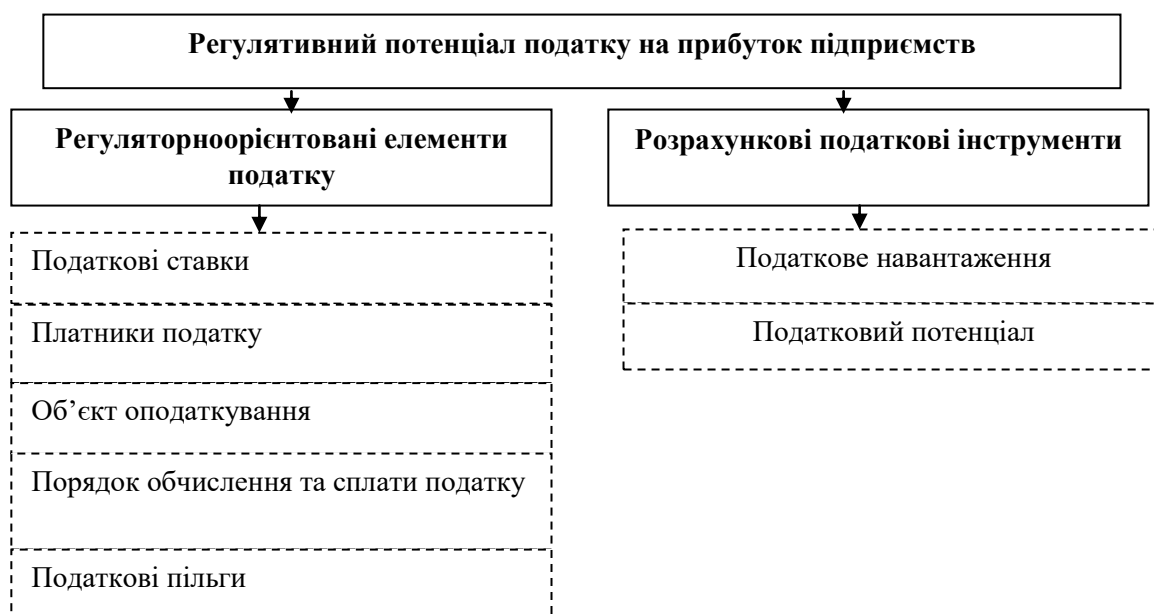 Регулятивний потенціал податку на прибуток підприємств
Регуляторноорієнтовані елементи
податку
Розрахункові податкові інструменти
Податкові ставки
Платники податку
Об’єкт оподаткування
Порядок обчислення та сплати податку
Податкові пільги
Податкове навантаження
Податковий потенціал